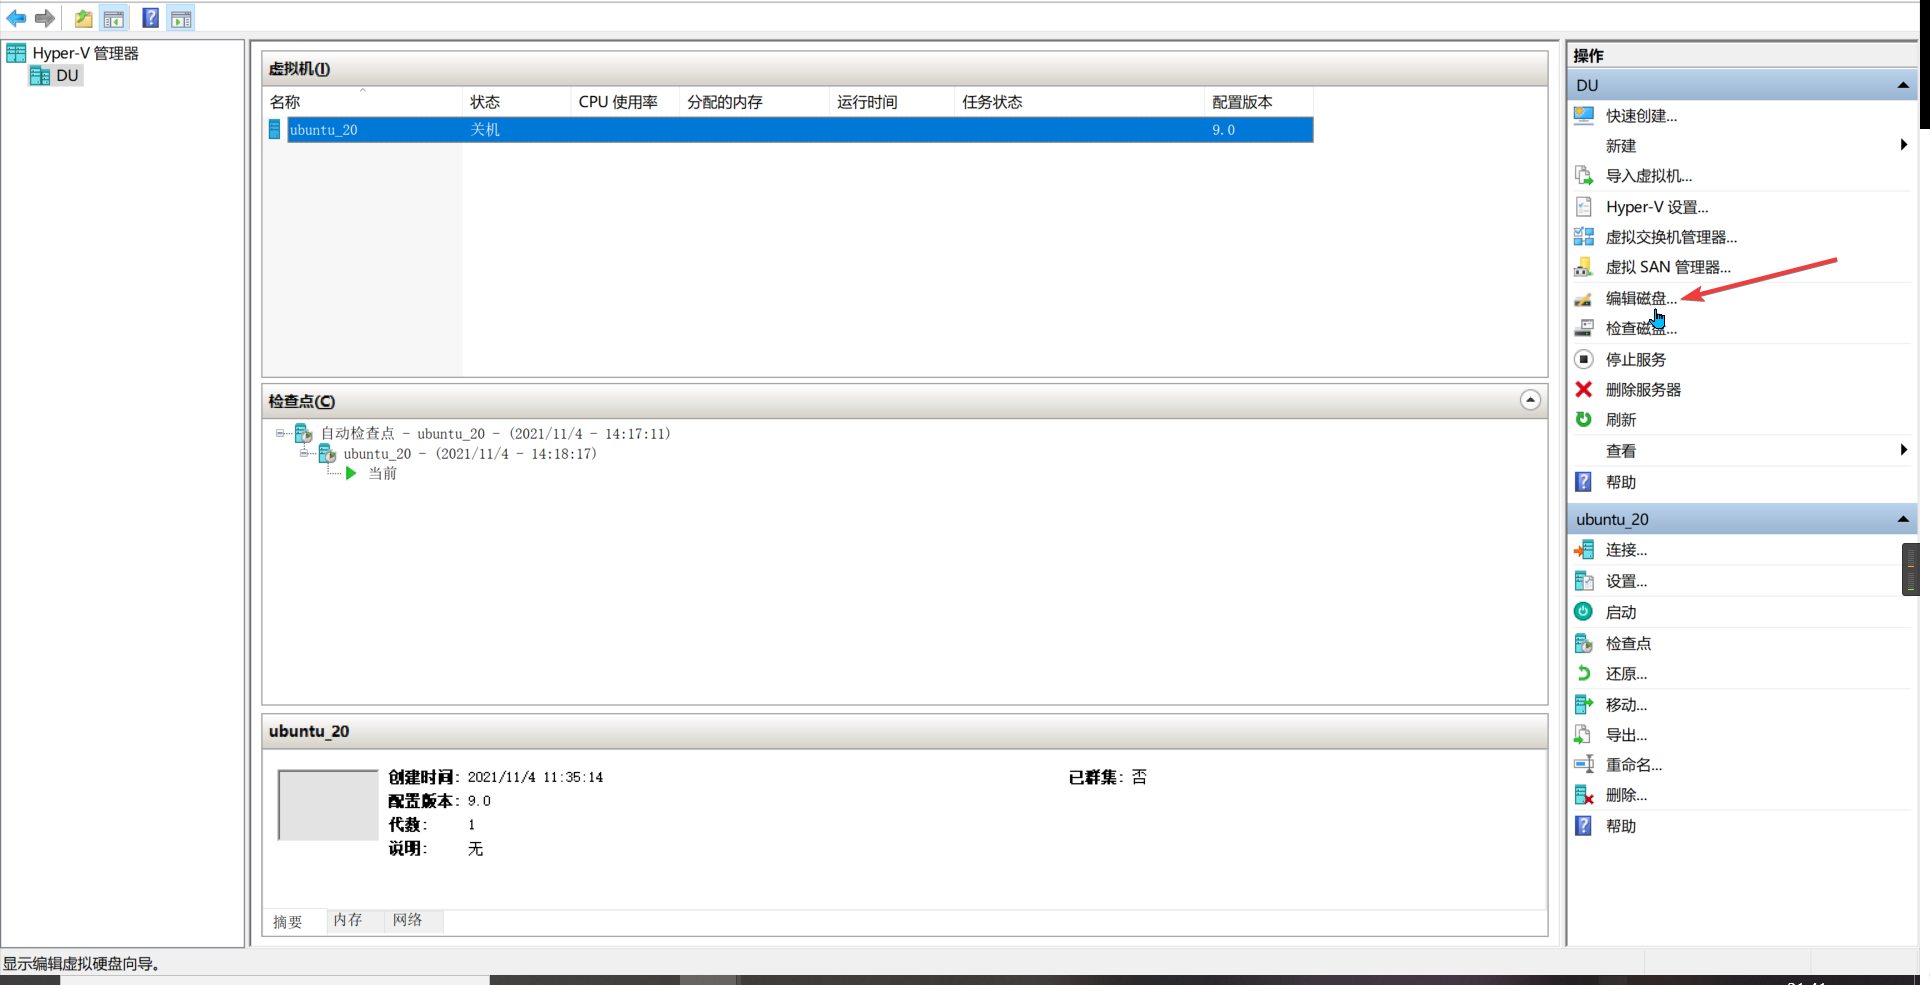 Hyper-V 管理器
DU
虚拟机(I)
名称 状态 CPU 使用率 分配的内存 运行时间 任务状态 配置版本
ubuntu_20 关机 9.0
检查点(C)
自动检查点 - ubuntu_20 - (2021/11/4 - 14:17:11)
ubuntu_20 - (2021/11/4 - 14:18:17)
当前
ubuntu_20
创建时间: 2021/11/4 11:35:14 已群集: 否
配置版本: 9.0
代数: 1
说明: 无
摘要 内存 网络
操作
DU
快速创建...
新建
导入虚拟机...
Hyper-V 设置...
虚拟交换机管理器...
虚拟 SAN 管理器...
编辑磁盘...
检查磁盘...
停止服务
删除服务器
刷新
查看
帮助
ubuntu_20
连接...
设置...
启动
检查点
还原...
移动...
导出...
重命名...
删除...
帮助
显示编辑虚拟硬盘向导。